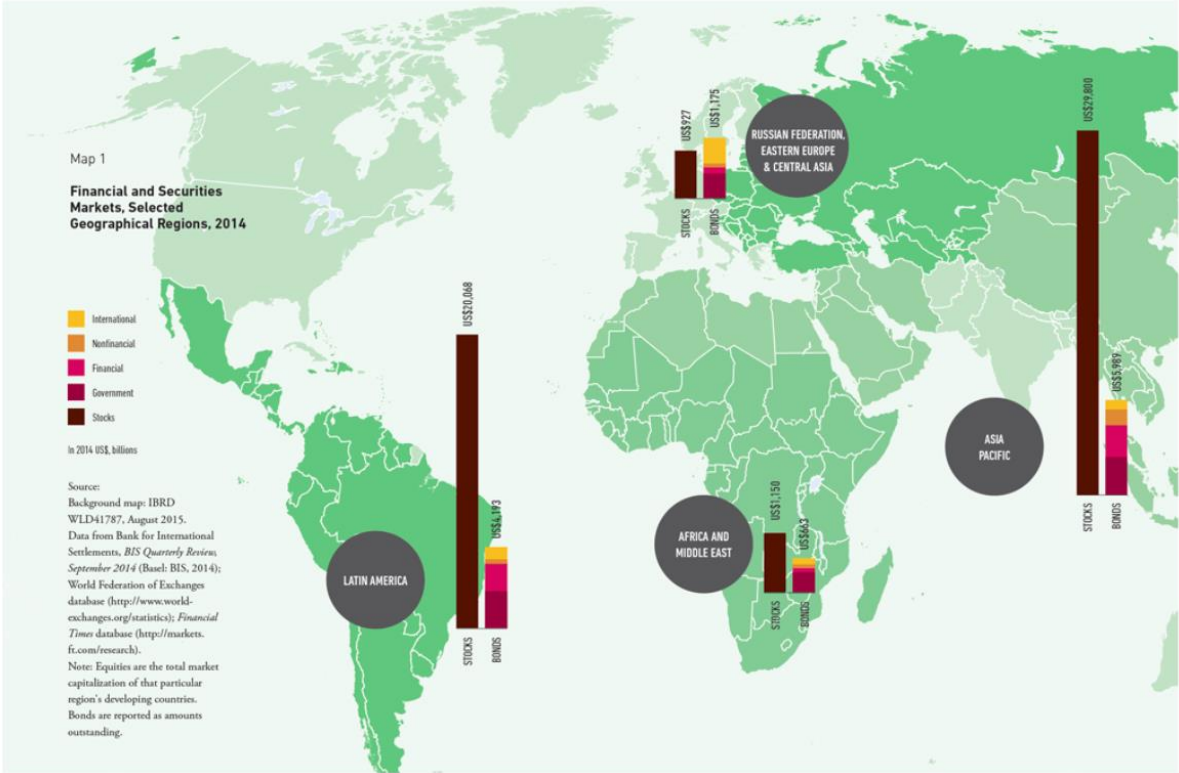 Map 1
Financial and Securities
Markets, Selected
Geographical Regions, 2014
International
Nonfinancial
Financial
Government
Stocks
In 2014 US$, billions
Source:
Background map: IBRD
WLD41787, August 2015.
Data from Bank for International
Settlements, BIS Quarterly Review,
September 2014 (Basel: BIS, 2014);
World Federation of Exchanges
database (http://www.world-
exchanges.org/statistics); Financial
Times database (http://markets.
ft.com/research).
Note: Equities are the total market
capitalization of that particular
region's developing countries.
Bonds are reported as amounts
outstanding.
LATIN AMERICA
US$20,068
STOCKS
US$4,193
BONDS
US$927
STOCKS
US$1,175
BONDS
RUSSIAN FEDERATION,
EASTERN EUROPE
& CENTRAL ASIA
AFRICA AND
MIDDLE EAST
US$1,150
STOCKS
US$663
BONDS
ASIA
PACIFIC
US$29,800
STOCKS
US$5,989
BONDS